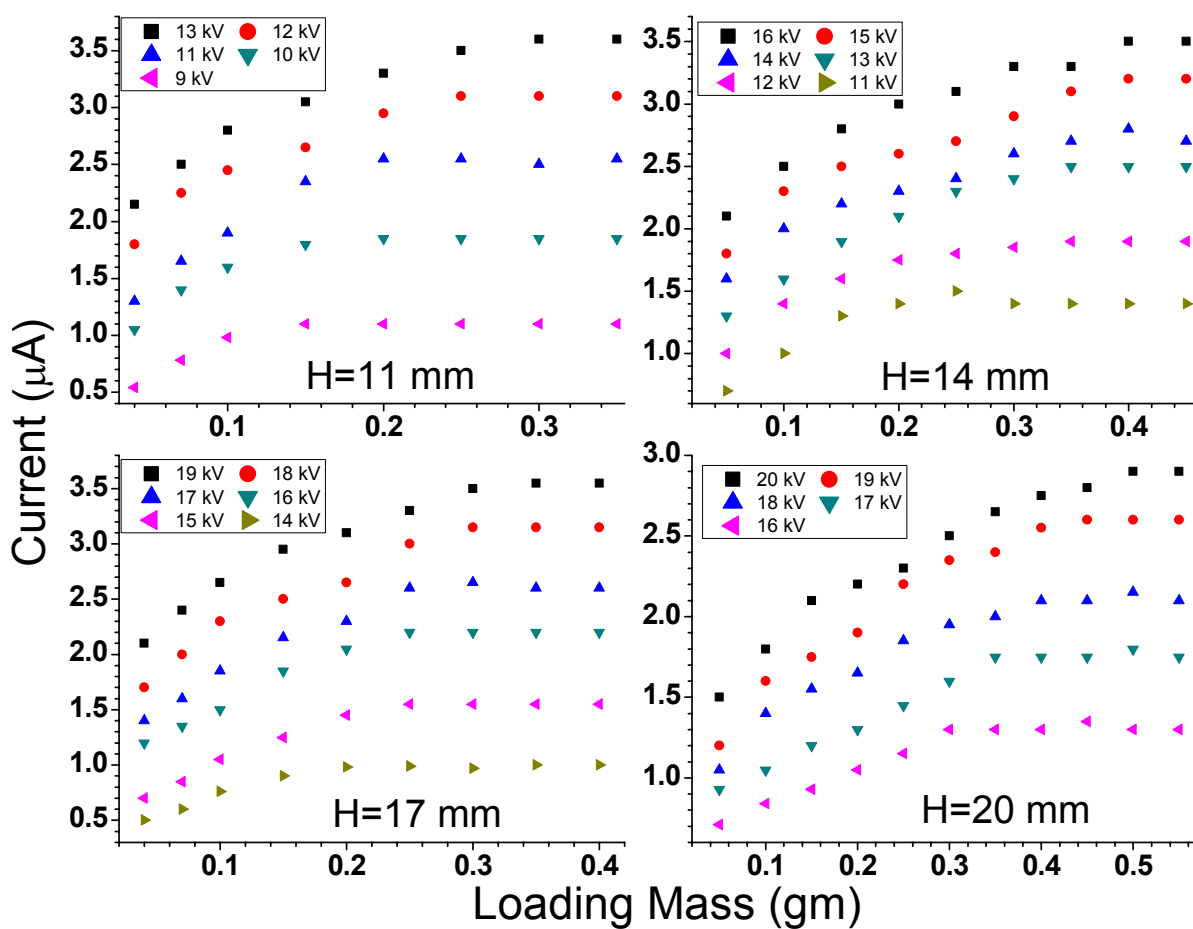 Current (μA)
13 kV 12 kV
11 kV 10 kV
9 kV
3.5
3.0
2.5
2.0
1.5
1.0
0.5
H=11 mm
0.1 0.2 0.3
16 kV 15 kV
14 kV 13 kV
12 kV 11 kV
3.5
3.0
2.5
2.0
1.5
1.0
H=14 mm
0.1 0.2 0.3 0.4
19 kV 18 kV
17 kV 16 kV
15 kV 14 kV
3.5
3.0
2.5
2.0
1.5
1.0
0.5
H=17 mm
0.1 0.2 0.3 0.4
20 kV 19 kV
18 kV 17 kV
16 kV
3.0
2.5
2.0
1.5
1.0
H=20 mm
0.1 0.2 0.3 0.4 0.5
Loading Mass (gm)